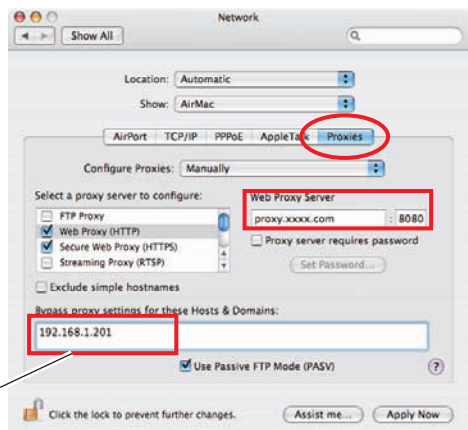 Network
Show All
Location: Automatic
Show: AirMac
AirPort TCP/IP PPPoE AppleTalk Proxies
Configure Proxies: Manually
Select a proxy server to configure:
Web Proxy Server
FTP Proxy
Web Proxy (HTTP)
Secure Web Proxy (HTTPS)
Streaming Proxy (RTSP)
proxy.xxxx.com : 8080
Proxy server requires password
Set Password...
Exclude simple hostnames
Bypass proxy settings for these Hosts & Domains:
192.168.1.201
Use Passive FTP Mode (PASV)
?
Click the lock to prevent further changes.
Assist me... Apply Now